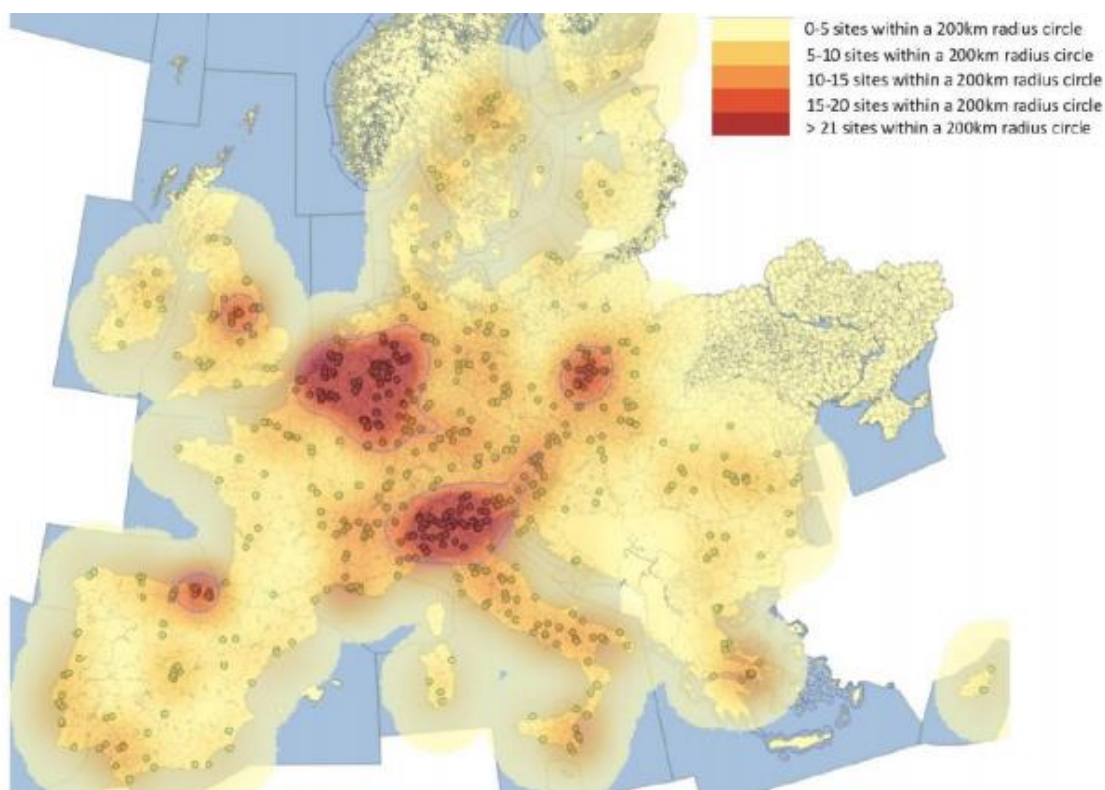 0-5 sites within a 200km radius circle
5-10 sites within a 200km radius circle
10-15 sites within a 200km radius circle
15-20 sites within a 200km radius circle
> 21 sites within a 200km radius circle